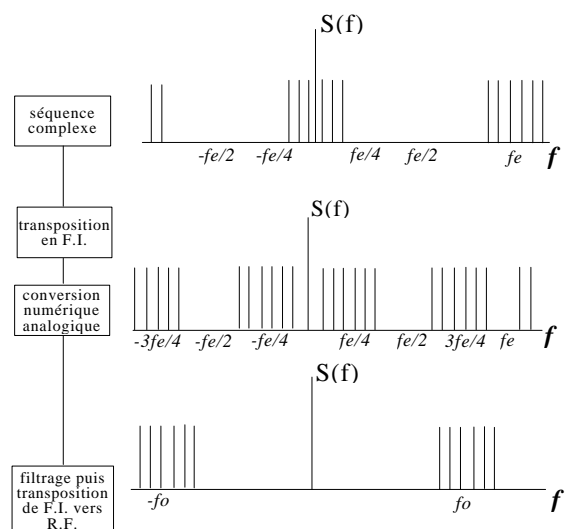 S(f)
séquence
complexe
-fe/2 -fe/4 fe/4 fe/2 fe f
transposition
en F.I.
S(f)
conversion
numérique
analogique
-3fe/4 -fe/2 -fe/4 fe/4 fe/2 3fe/4 fe f
S(f)
filtrage puis
transposition
de F.I. vers
R.F.
-fo fo f